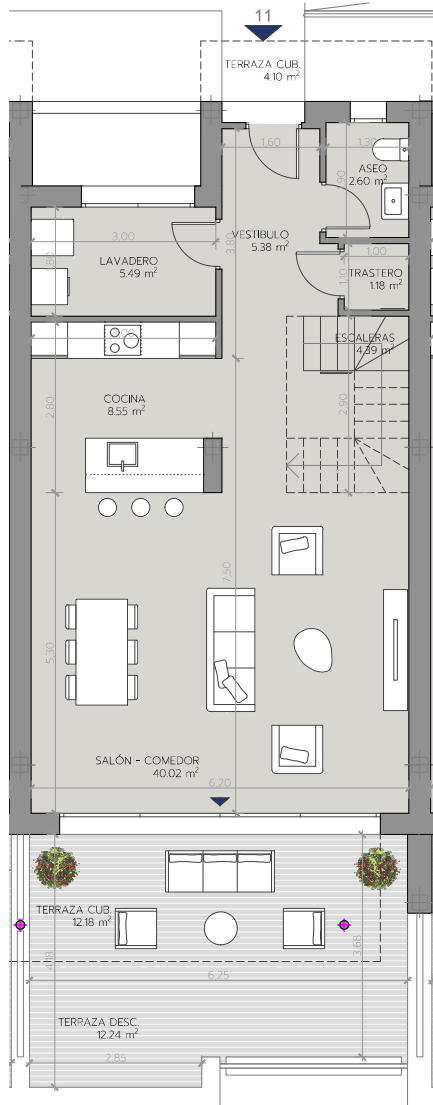 11
TERRAZA CUB.
4.10 m²
1.60
1.30
ASEO
2.60 m²
1.90
3.00
3.80
VESTIBULO
5.38 m²
LAVADERO
5.49 m²
1.80
1.00
TRASTERO
1.18 m²
1.10
ESCALERAS
4.39 m²
COCINA
8.55 m²
2.80
2.90
7.50
5.30
SALÓN - COMEDOR
40.02 m²
6.20
TERRAZA CUB.
12.18 m²
4.18
3.68
6.25
TERRAZA DESC.
12.24 m²
2.85